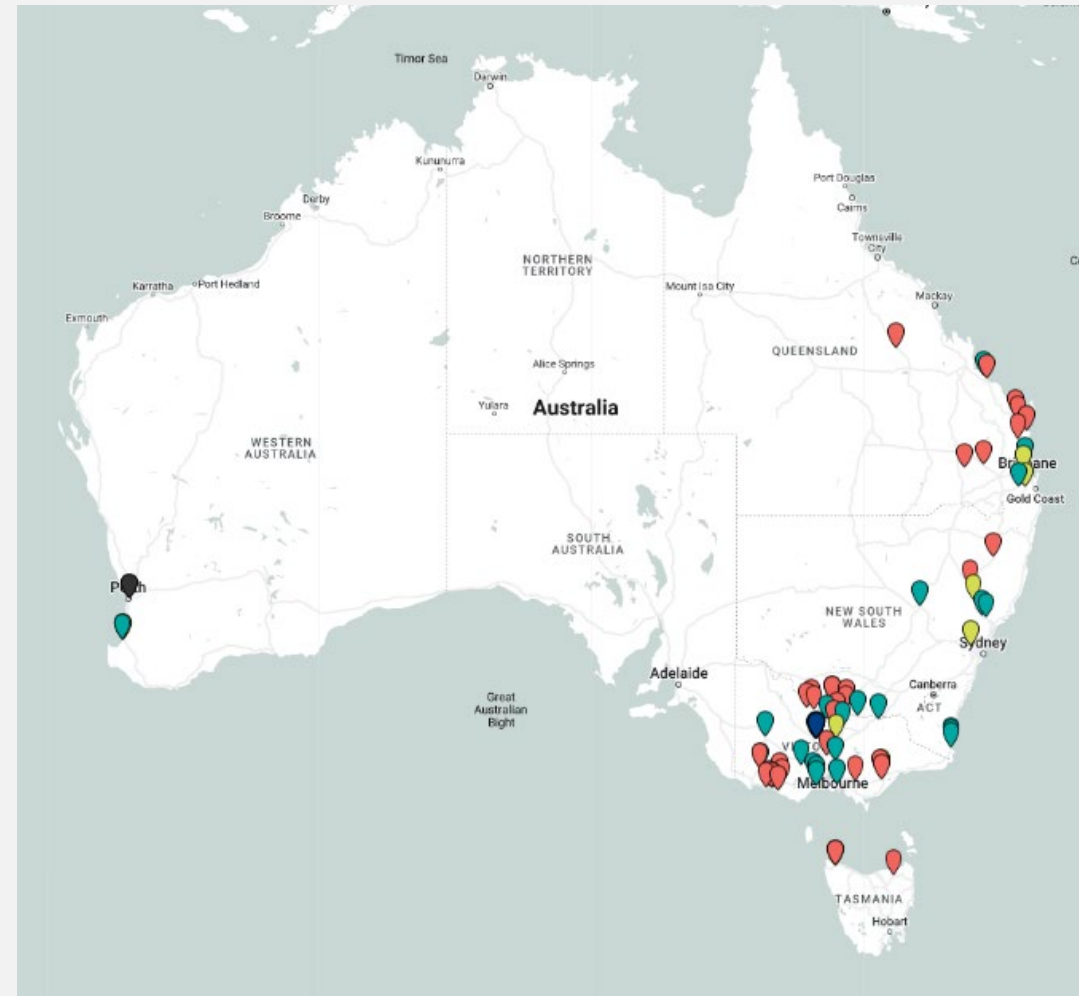 Timor Sea
Darwin
Kununurra
Derby
Broome
Port Douglas
Cairns
Townsville
City
NORTHERN
TERRITORY
Karratha
Port Hedland
Mount Isa City
Mackay
Exmouth
QUEENSLAND
Alice Springs
Yulara
Australia
WESTERN
AUSTRALIA
Gold Coast
SOUTH
AUSTRALIA
NEW SOUTH
WALES
Sydney
Adelaide
Canberra
ACT
Great
Australian
Bight
Melbourne
TASMANIA
Hobart